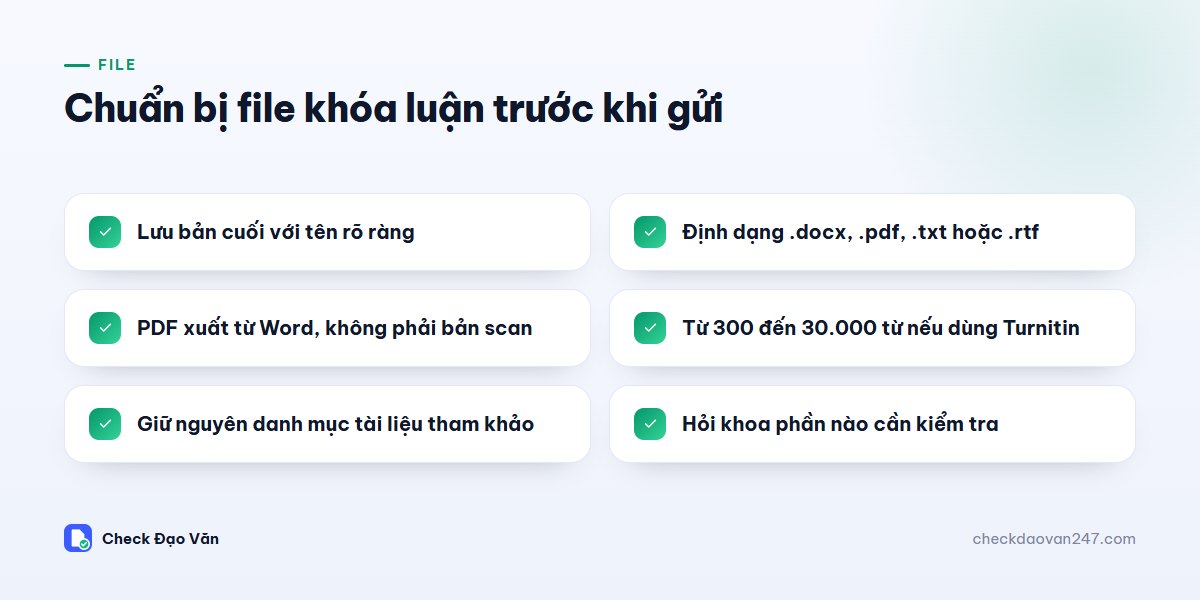 FILE
Chuẩn bị file khóa luận trước khi gửi
Lưu bản cuối với tên rõ ràng
Định dạng .docx, .pdf, .txt hoặc .rtf
PDF xuất từ Word, không phải bản scan
Từ 300 đến 30.000 từ nếu dùng Turnitin
Giữ nguyên danh mục tài liệu tham khảo
Hỏi khoa phần nào cần kiểm tra
Check Đạo Văn
checkdaovan247.com